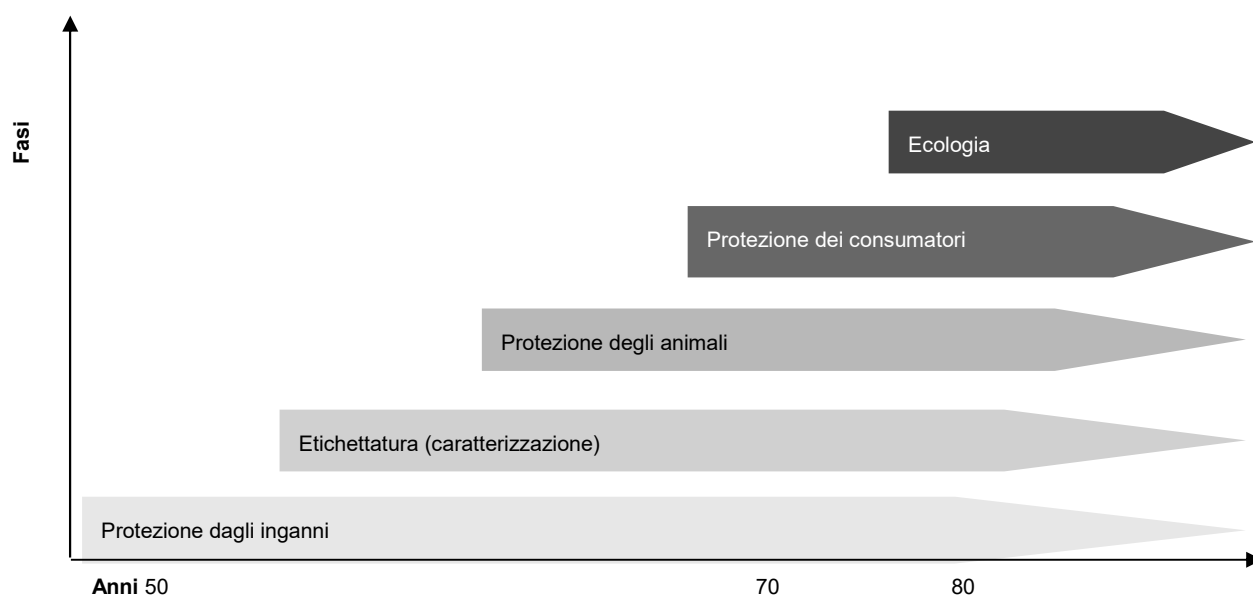 Fasi
Ecologia
Protezione dei consumatori
Protezione degli animali
Etichettatura (caratterizzazione)
Protezione dagli inganni
Anni 50 70 80